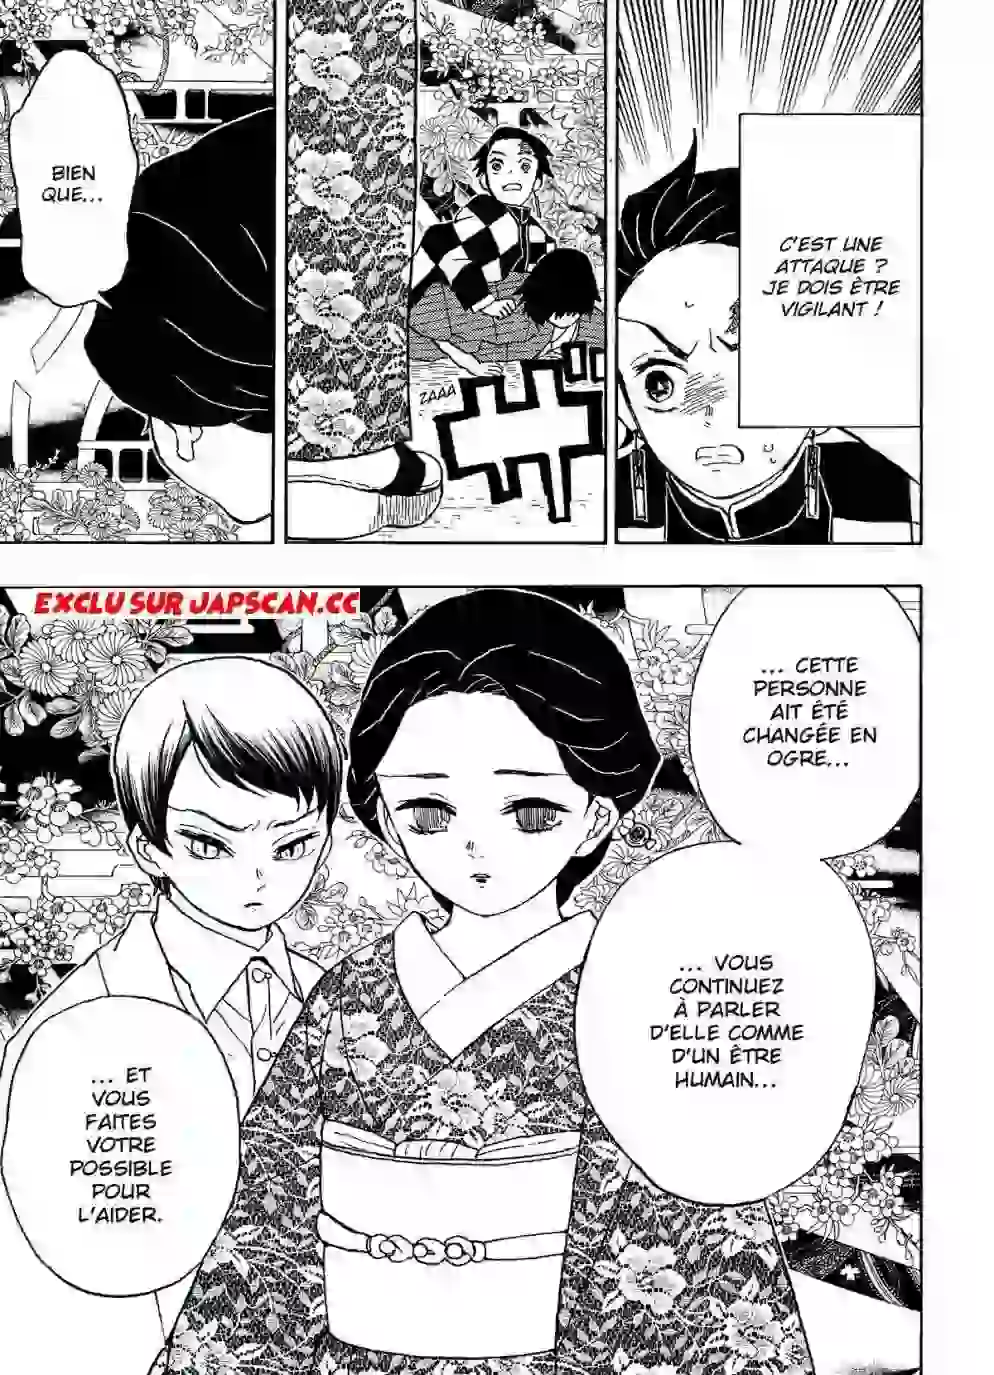 C'EST UNE
ATTAQUE ?
JE DOIS ÊTRE
VIGILANT !
ZAAA
BIEN
QUE...
EXCLU SUR JAPSCAN.CC
... CETTE
PERSONNE
AIT ÉTÉ
CHANGÉE EN
OGRE...
... VOUS
CONTINUEZ
À PARLER
D'ELLE COMME
D'UN ÊTRE
HUMAIN...
... ET
VOUS
FAITES
VOTRE
POSSIBLE
POUR
L'AIDER.